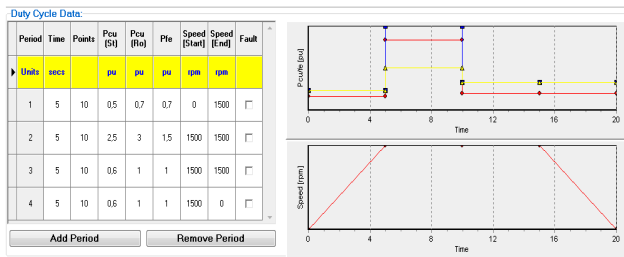 Duty Cycle Data:
Period Time Points Pcu (St) Pcu (Ro) Pfe Speed [Start] Speed [End] Fault
Units secs pu pu pu rpm rpm
1 5 10 0,5 0,7 0,7 0 1500
2 5 10 2,5 3 1,5 1500 1500
3 5 10 0,6 1 1 1500 1500
4 5 10 0,6 1 1 1500 0
Add Period Remove Period
Pcu/fe [pu]
0 4 8 12 16 20
Time
Speed [rpm]
0 4 8 12 16 20
Time